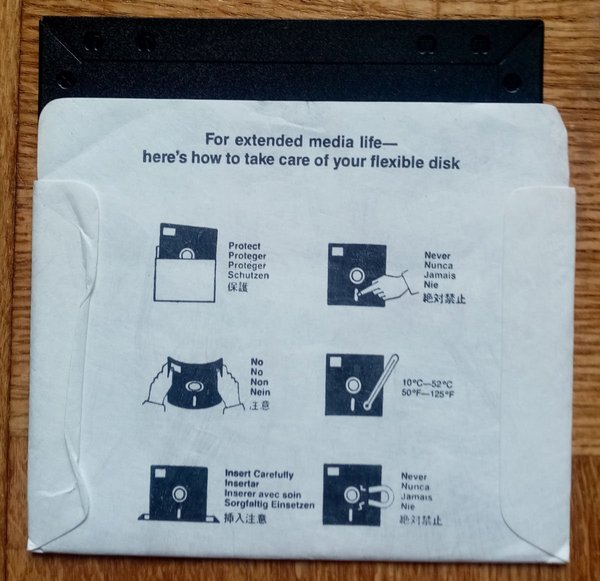 For extended media life—
here's how to take care of your flexible disk
Protect
Proteger
Protéger
Schutzen
保護
Never
Nunca
Jamais
Nie
絶対禁止
No
No
Non
Nein
注意
10°C—52°C
50°F—125°F
Insert Carefully
Insertar
Inserer avec soin
Sorgfaltig Einsetzen
挿入注意
Never
Nunca
Jamais
Nie
絶対禁止